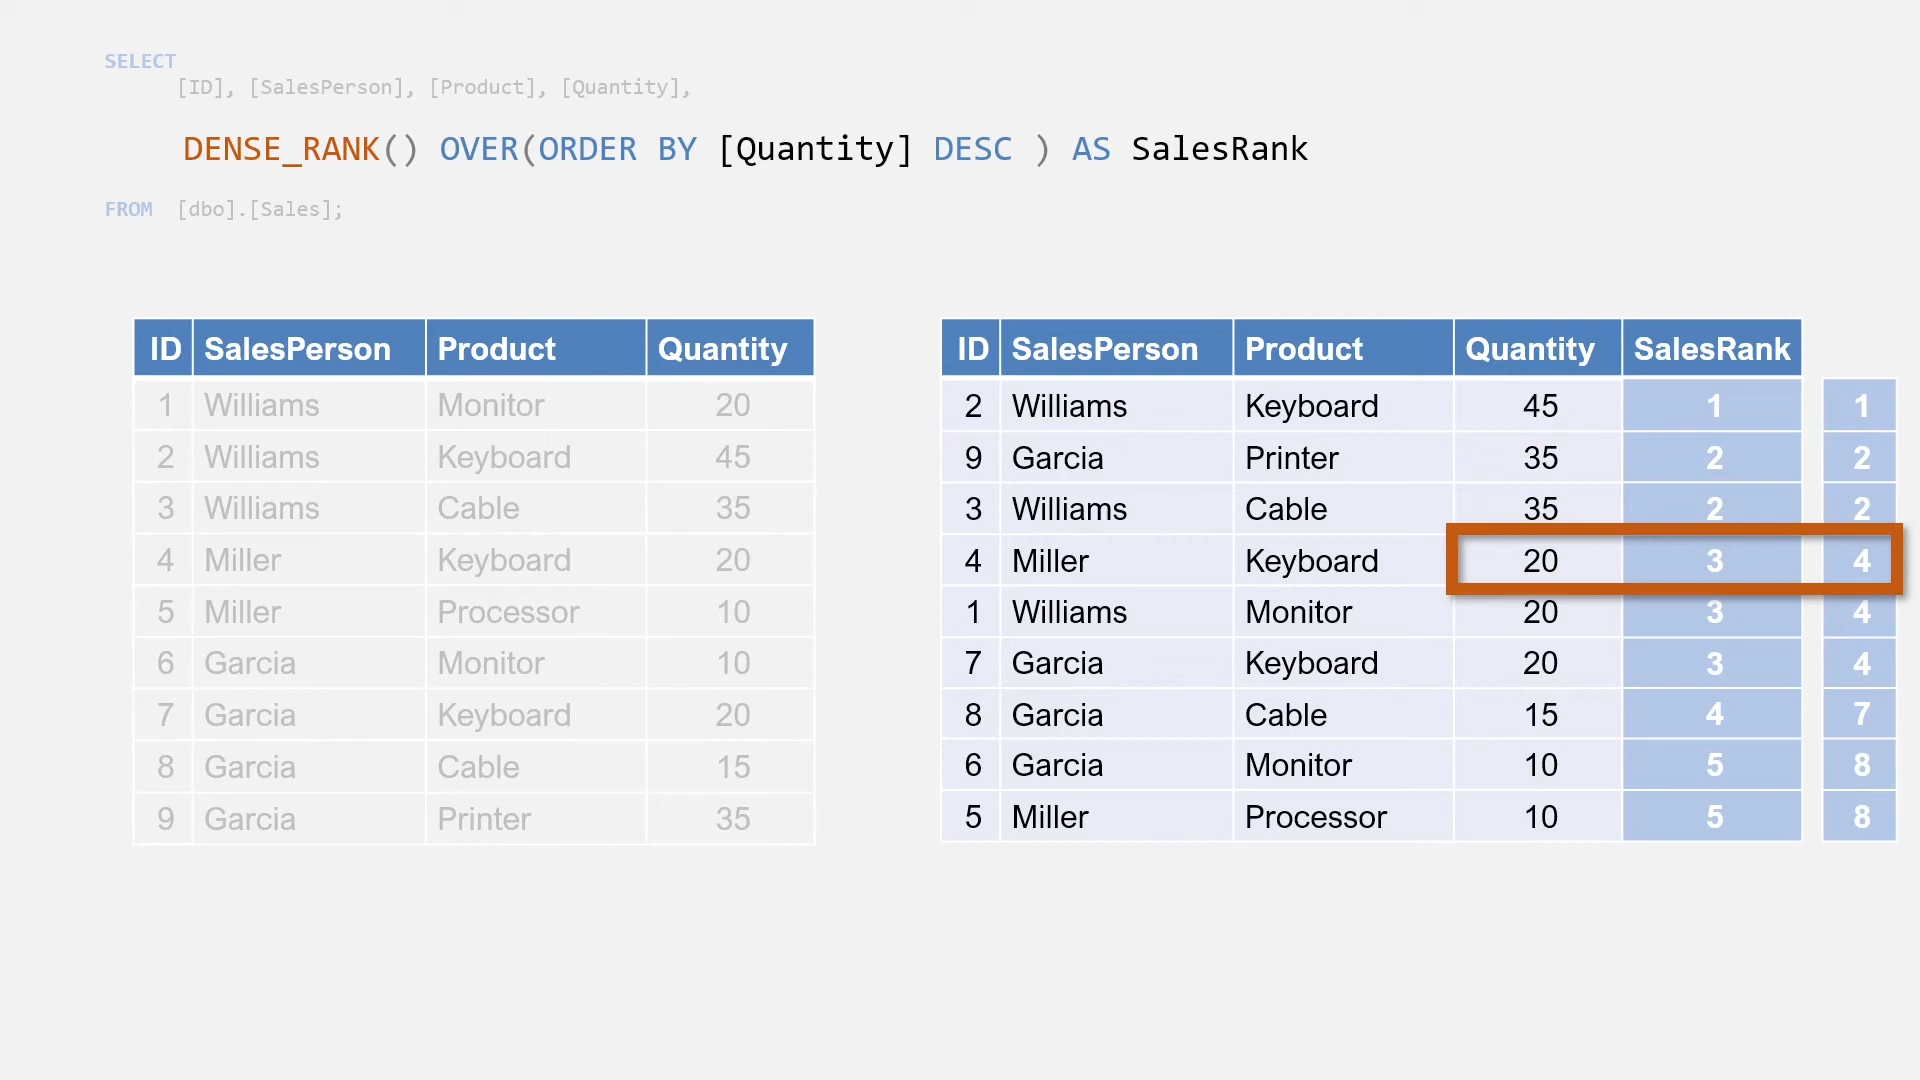 SELECT
[ID], [SalesPerson], [Product], [Quantity],
DENSE_RANK() OVER(ORDER BY [Quantity] DESC ) AS SalesRank
FROM [dbo].[Sales];
ID SalesPerson Product Quantity
1 Williams Monitor 20
2 Williams Keyboard 45
3 Williams Cable 35
4 Miller Keyboard 20
5 Miller Processor 10
6 Garcia Monitor 10
7 Garcia Keyboard 20
8 Garcia Cable 15
9 Garcia Printer 35
ID SalesPerson Product Quantity SalesRank
2 Williams Keyboard 45 1 1
9 Garcia Printer 35 2 2
3 Williams Cable 35 2 2
4 Miller Keyboard 20 3 4
1 Williams Monitor 20 3 4
7 Garcia Keyboard 20 3 4
8 Garcia Cable 15 4 7
6 Garcia Monitor 10 5 8
5 Miller Processor 10 5 8